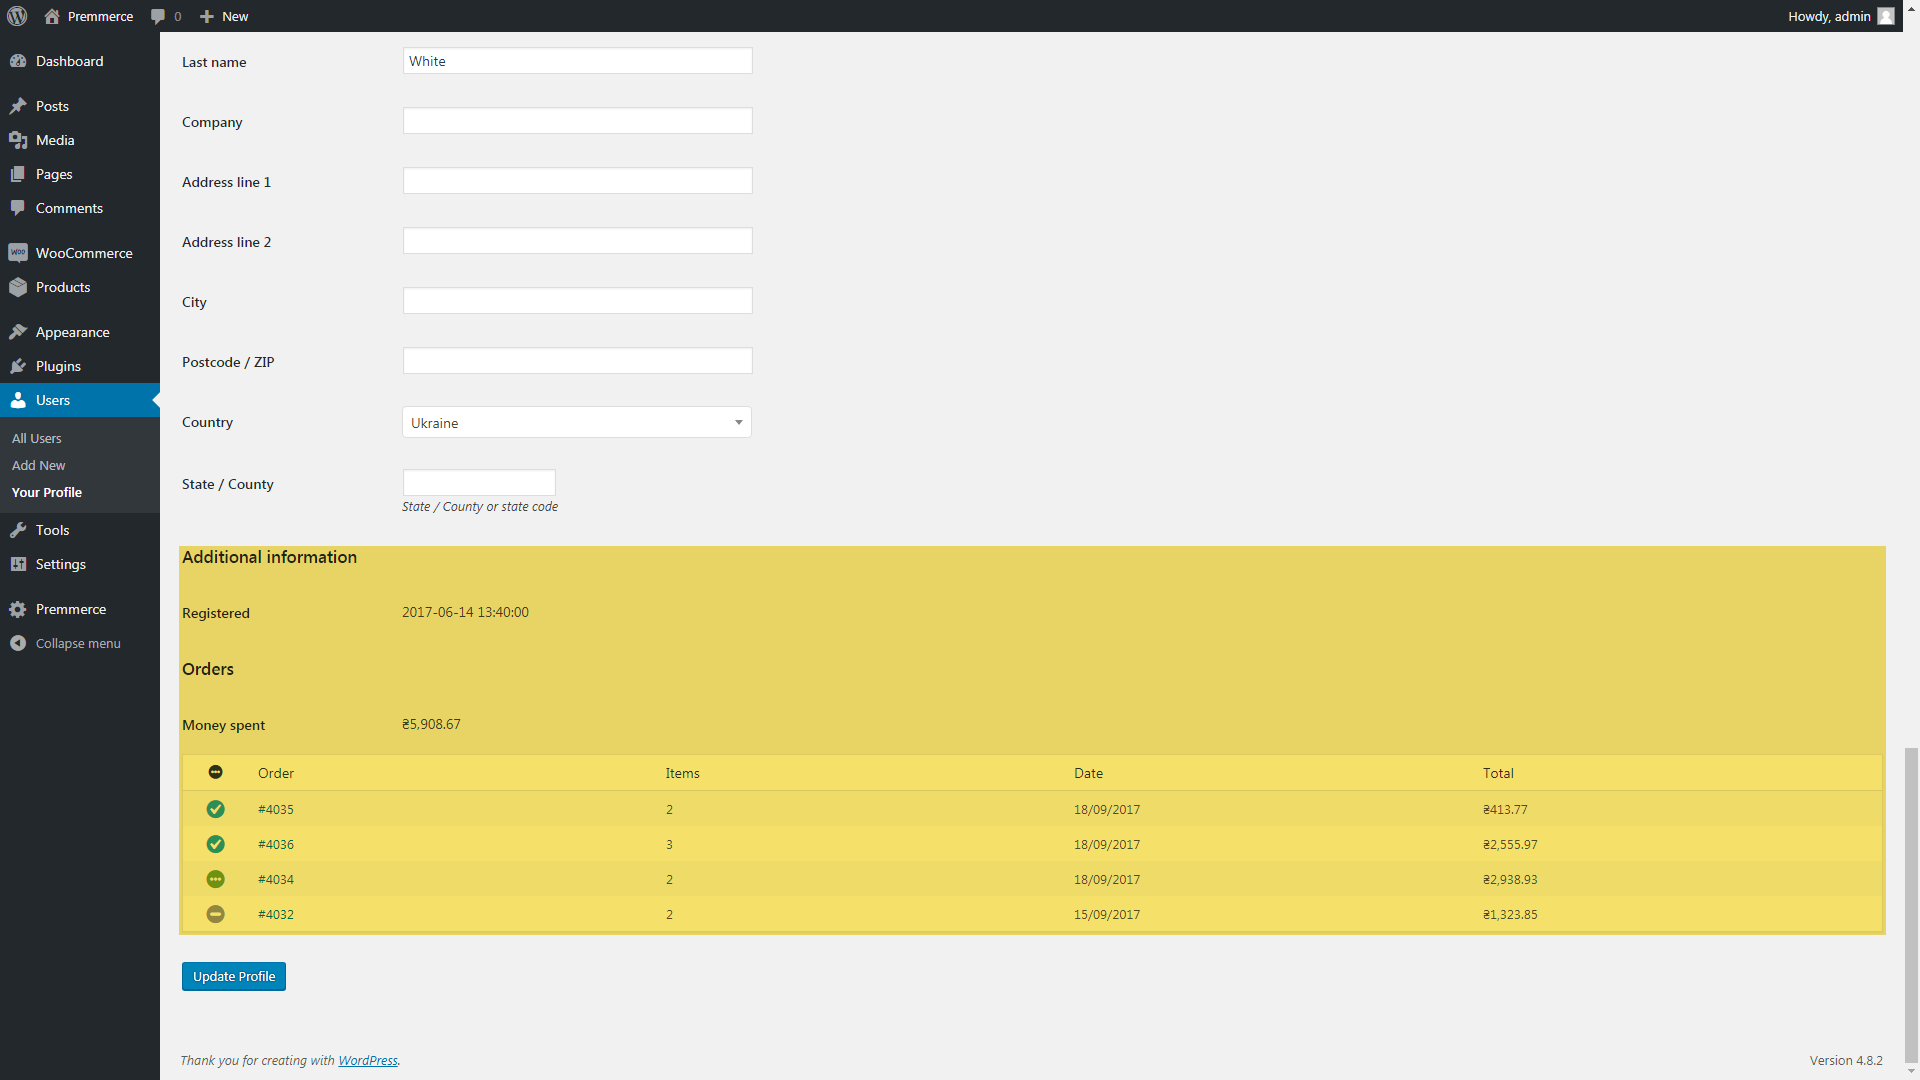 Premmerce 0 New Howdy, admin
Dashboard
Posts
Media
Pages
Comments
WooCommerce
Products
Appearance
Plugins
Users
All Users
Add New
Your Profile
Tools
Settings
Premmerce
Collapse menu
Last name White
Company
Address line 1
Address line 2
City
Postcode / ZIP
Country Ukraine
State / County
State / County or state code
Additional information
Registered 2017-06-14 13:40:00
Orders
Money spent ₴5,908.67
Order Items Date Total
#4035 2 18/09/2017 ₴413.77
#4036 3 18/09/2017 ₴2,555.97
#4034 2 18/09/2017 ₴2,938.93
#4032 2 15/09/2017 ₴1,323.85
Update Profile
Thank you for creating with WordPress. Version 4.8.2